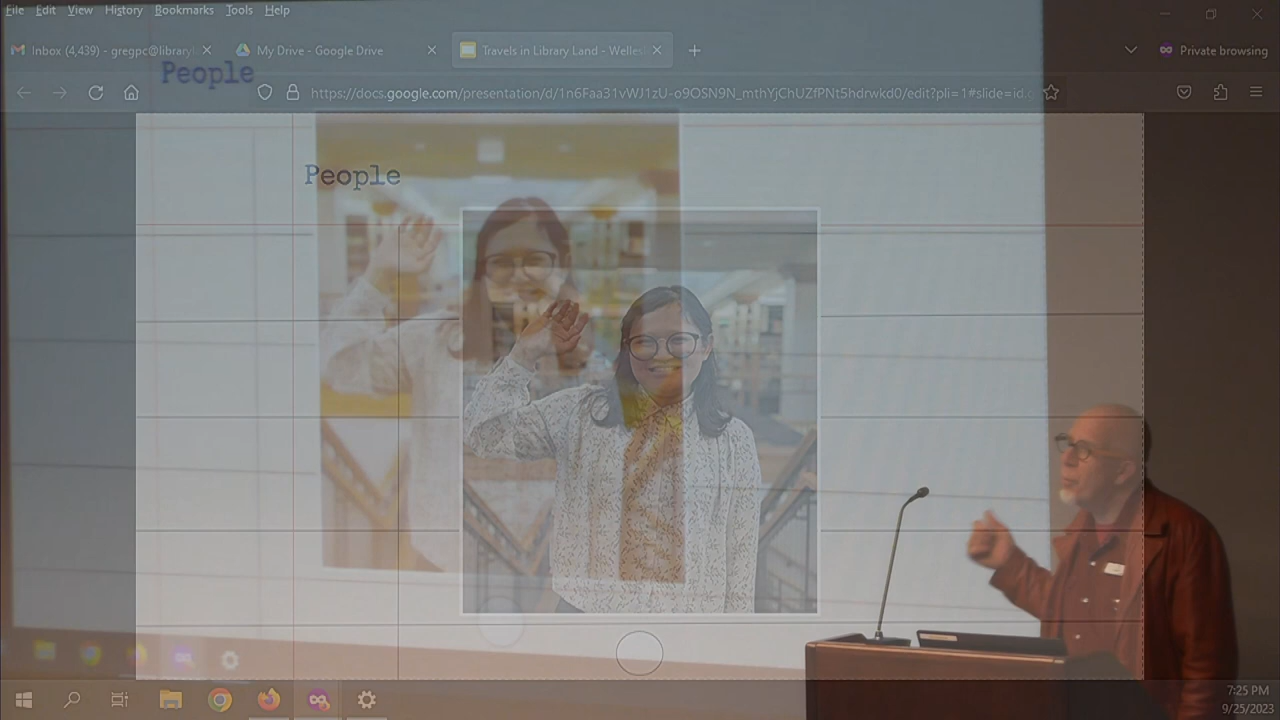 File Edit View History Bookmarks Tools Help
Inbox (4,439) - gregpc@library
My Drive - Google Drive
Travels in Library Land - Welles
Private browsing
People
https://docs.google.com/presentation/d/1n6Faa31vWJ1zU-o9OSN9N_mthYjChUZfPNt5hdrwkd0/edit?pli=1#slide=id.g
People
7:25 PM
9/25/2023